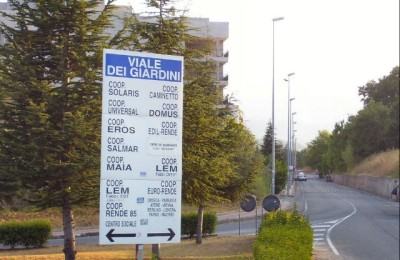 VIALE
DEI GIARDINI
COOP.
SOLARIS
COOP.
CAMINETTO
COOP.
UNIVERSAL
COOP.
DOMUS
COOP.
EROS
COOP.
EDIL-RENDE
COOP.
SALMAR
COOP.
MAIA
COOP.
LEM
COOP.
LEM
COOP.
EURO-RENDE
COOP.
RENDE 85
CENTRO SOCIALE